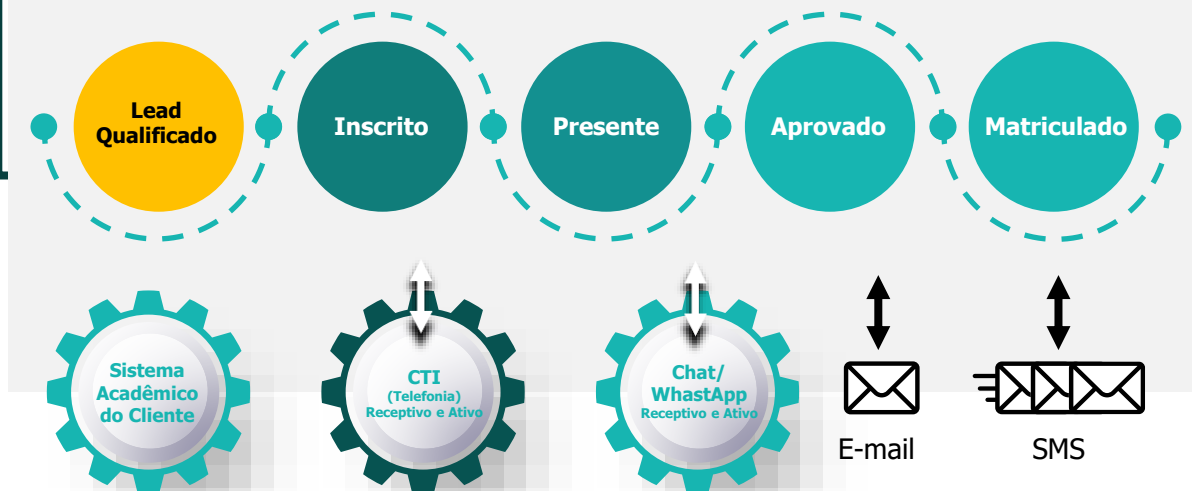 Lead
Qualificado
Inscrito
Presente
Aprovado
Matriculado
Sistema
Acadêmico
do Cliente
CTI
(Telefonia)
Receptivo e Ativo
Chat/
WhastApp
Receptivo e Ativo
E-mail
SMS